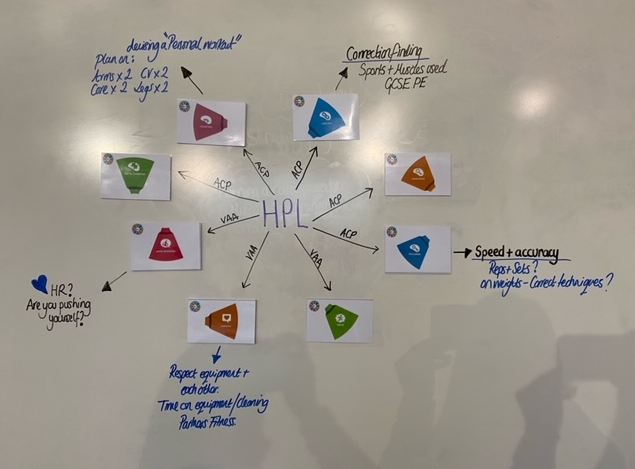 devising a "Personal workout"
Plan on:
Arms x 2 CV x 2
Core x 2 Legs x 2
Connection finding
Sports + Muscles used
GCSE PE
ACP
ACP
ACP
ACP
ACP
HPL
VAA
VAA
VAA
Speed + accuracy
Reps + Sets?
on weights - Correct techniques?
HR?
Are you pushing
yourself?
Respect equipment +
each other.
Time on equipment/cleaning
Partners Fitness.